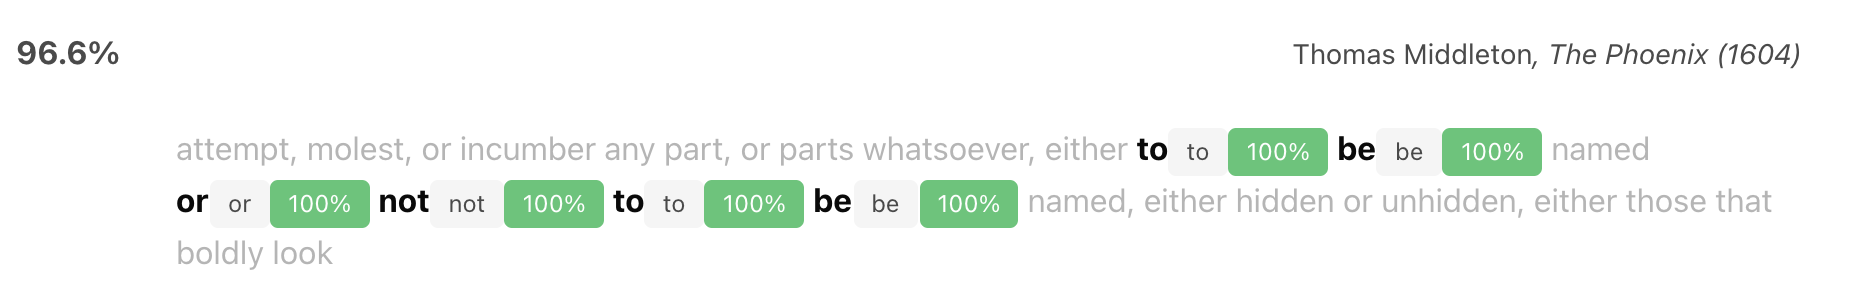 96.6%
Thomas Middleton, The Phoenix (1604)
attempt, molest, or incumber any part, or parts whatsoever, either to to 100% be be 100% named
or or 100% not not 100% to to 100% be be 100% named, either hidden or unhidden, either those that
boldly look